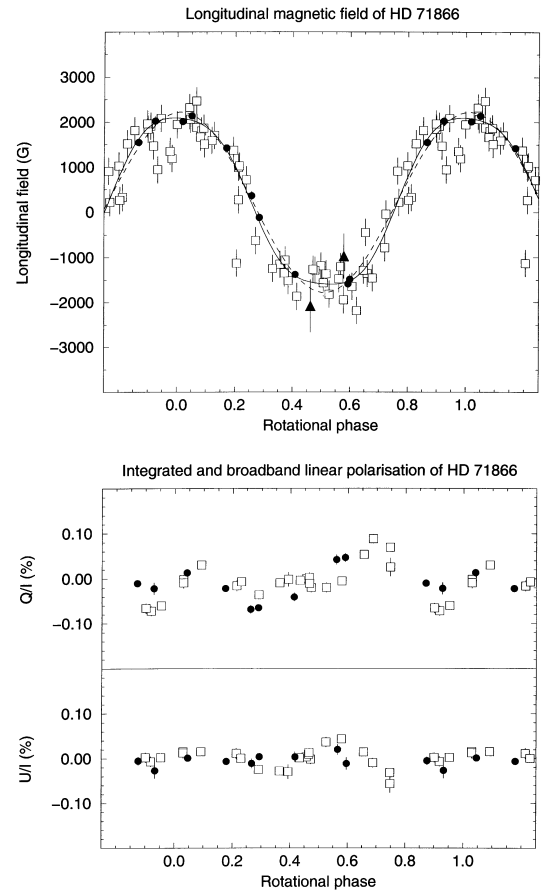 Longitudinal magnetic field of HD 71866
Longitudinal field (G)
3000
2000
1000
0
−1000
−2000
−3000
0.0 0.2 0.4 0.6 0.8 1.0
Rotational phase
Integrated and broadband linear polarisation of HD 71866
Q/I (%)
0.10
0.00
−0.10
U/I (%)
0.10
0.00
−0.10
0.0 0.2 0.4 0.6 0.8 1.0
Rotational phase